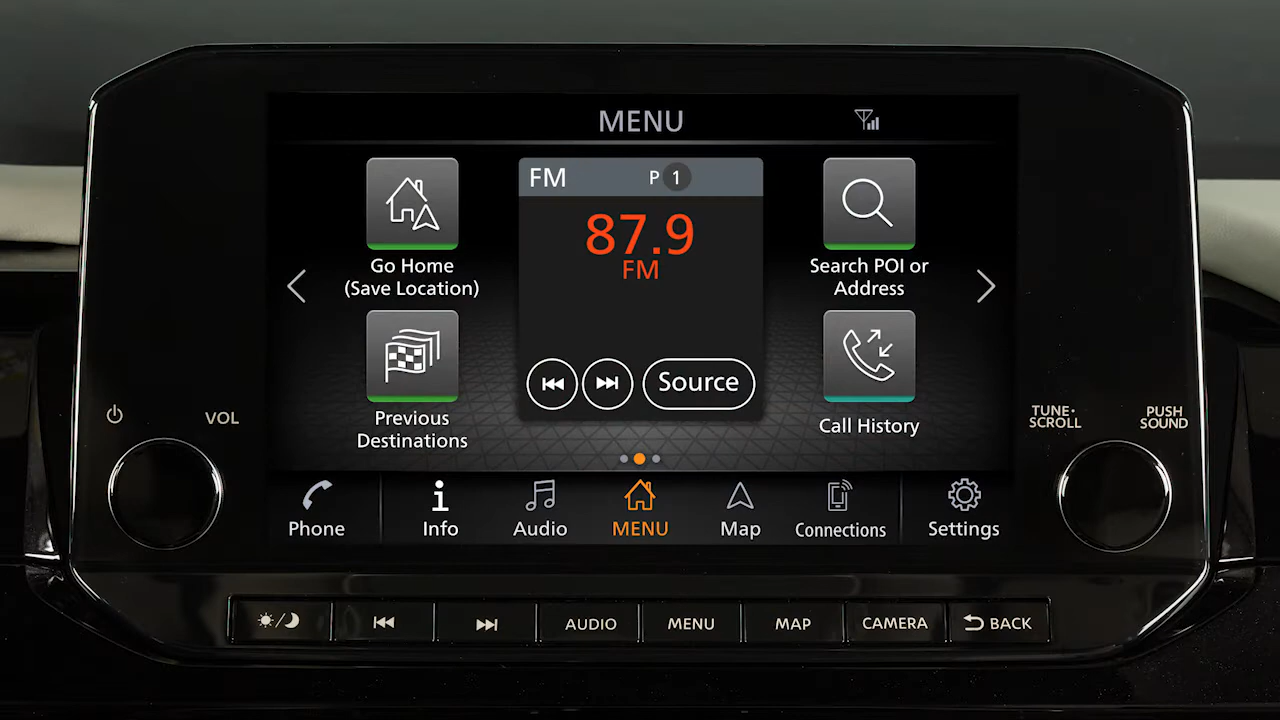 MENU
FM
P 1
87.9
FM
Source
Go Home
(Save Location)
Previous
Destinations
Search POI or
Address
Call History
VOL
TUNE·
SCROLL
PUSH
SOUND
Phone
Info
Audio
MENU
Map
Connections
Settings
AUDIO
MENU
MAP
CAMERA
BACK